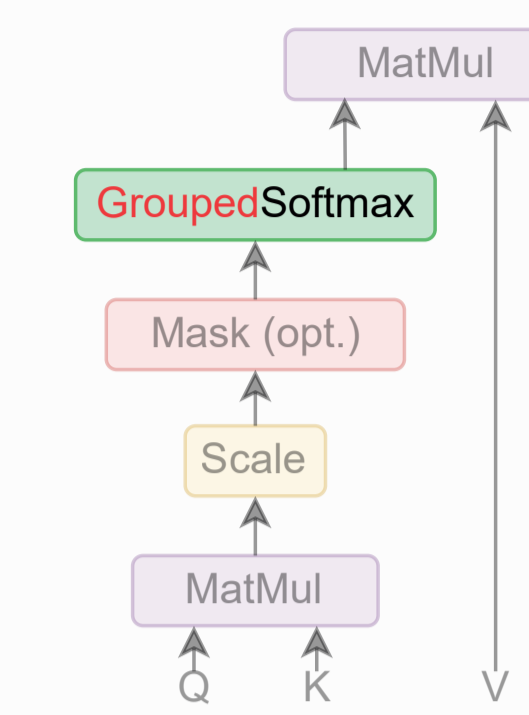 MatMul
GroupedSoftmax
Mask (opt.)
Scale
MatMul
Q K V